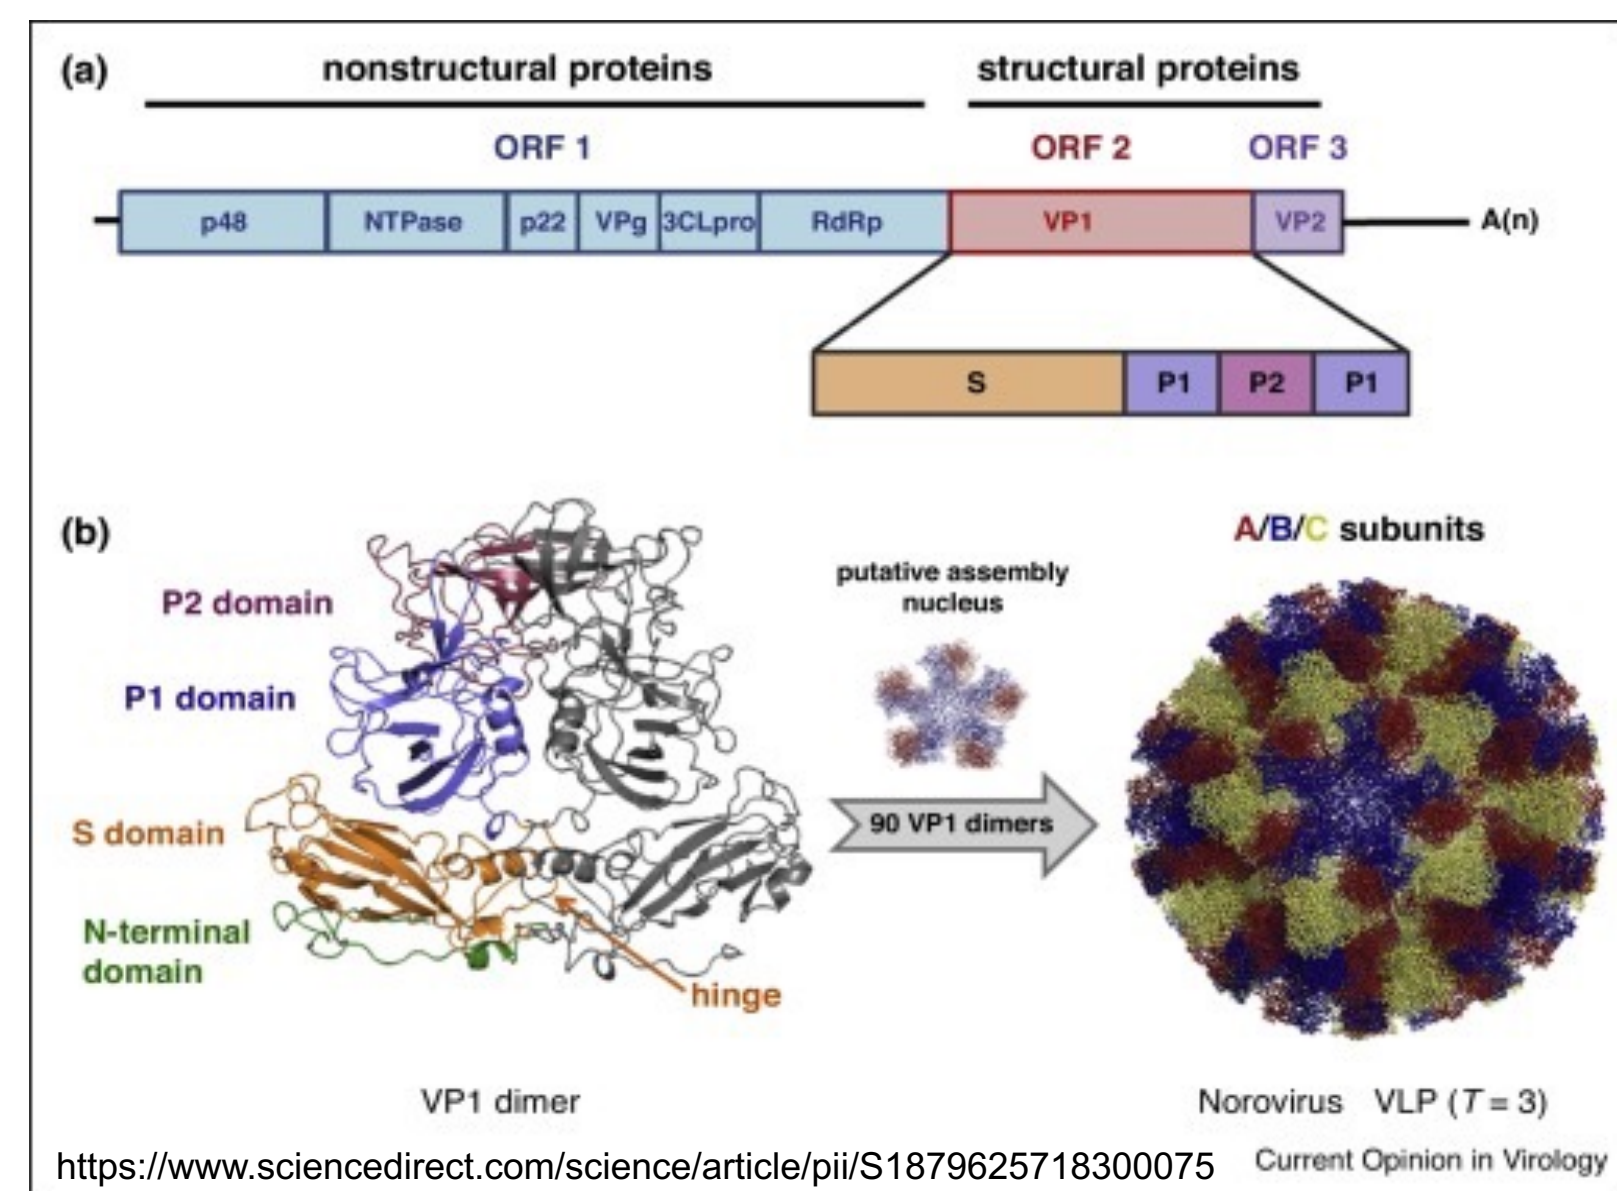 (a)
nonstructural proteins
structural proteins
ORF 1
ORF 2
ORF 3
p48
NTPase
p22
VPg
3CLpro
RdRp
VP1
VP2
A(n)
S
P1
P2
P1
(b)
A/B/C subunits
putative assembly
nucleus
P2 domain
P1 domain
S domain
90 VP1 dimers
N-terminal
domain
hinge
VP1 dimer
Norovirus VLP (T = 3)
https://www.sciencedirect.com/science/article/pii/S1879625718300075
Current Opinion in Virology